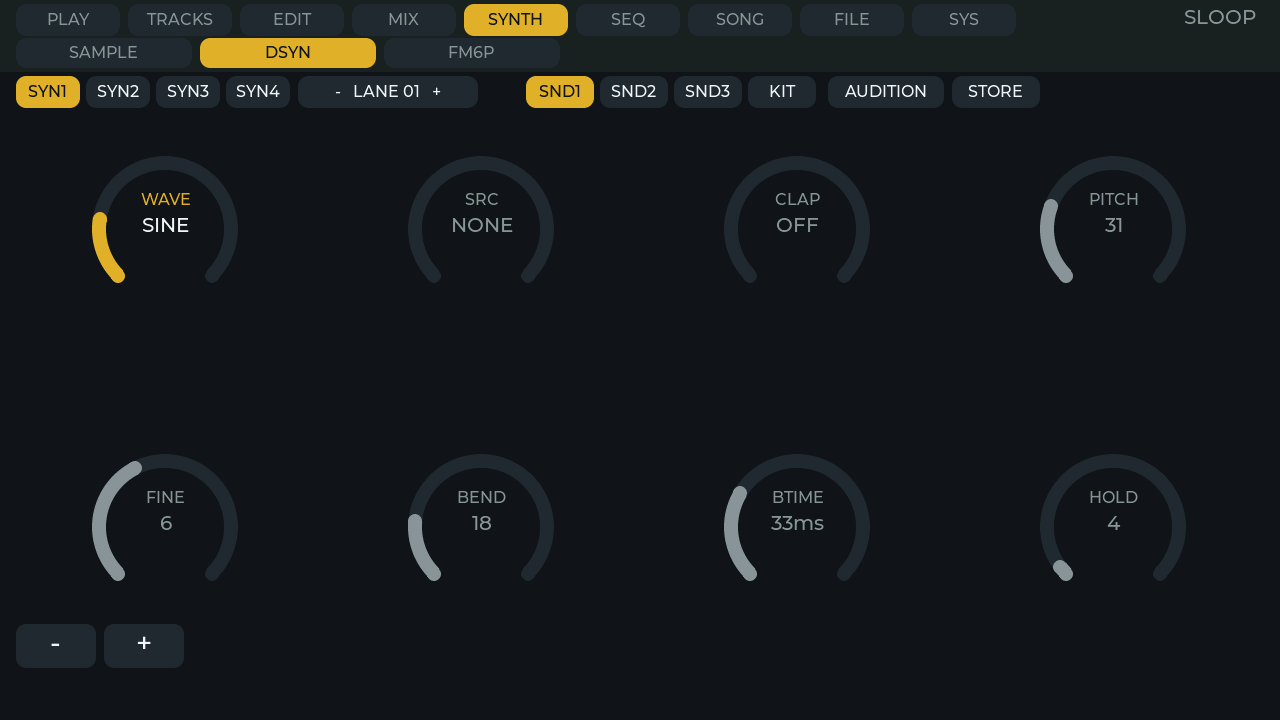 PLAY TRACKS EDIT MIX SYNTH SEQ SONG FILE SYS SLOOP
SAMPLE DSYN FM6P
SYN1 SYN2 SYN3 SYN4 - LANE 01 + SND1 SND2 SND3 KIT AUDITION STORE
WAVE SRC CLAP PITCH
SINE NONE OFF 31
FINE BEND BTIME HOLD
6 18 33ms 4
- +